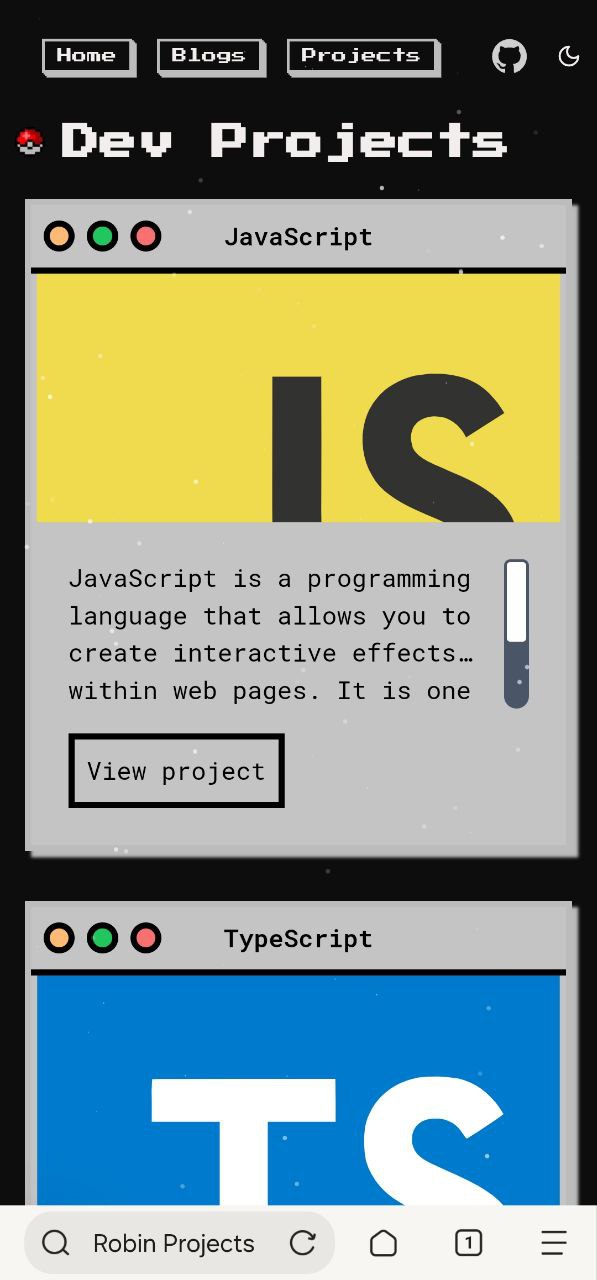 Home
Blogs
Projects
Dev Projects
JavaScript
JS
JavaScript is a programming
language that allows you to
create interactive effects…
within web pages. It is one
View project
TypeScript
TS
Robin Projects
1